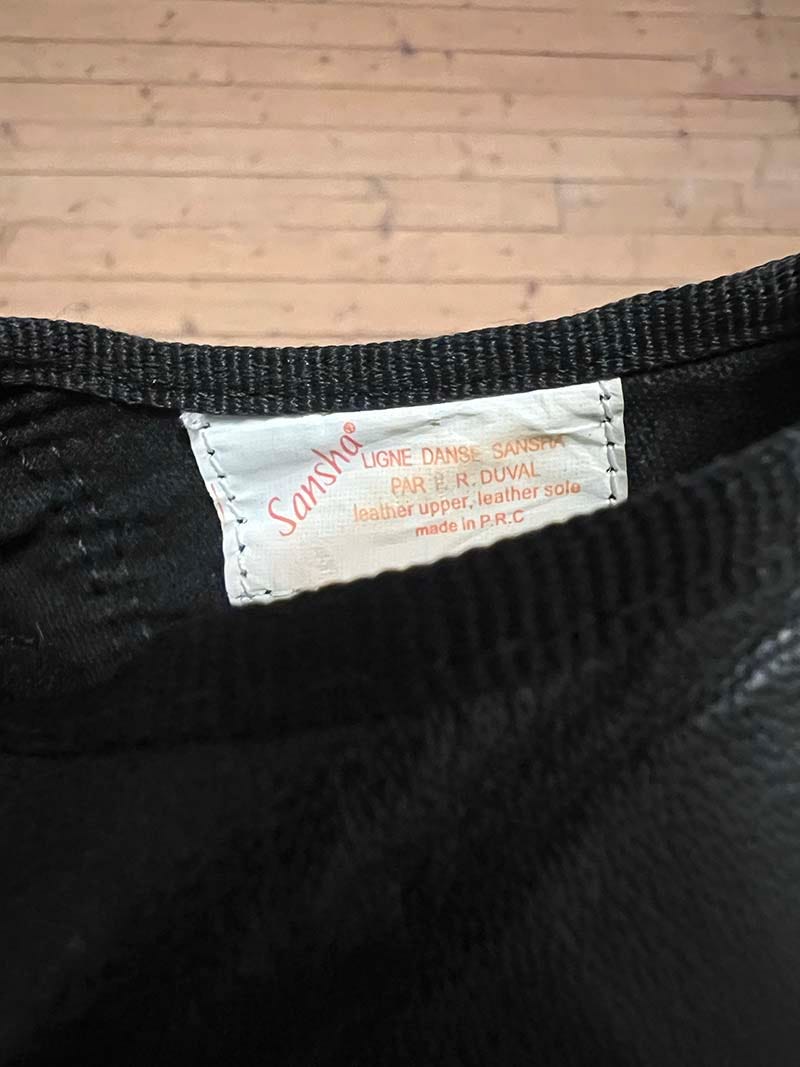 Sansha®
LIGNE DANSE SANSHA
PAR R. DUVAL
leather upper, leather sole
made in P.R.C